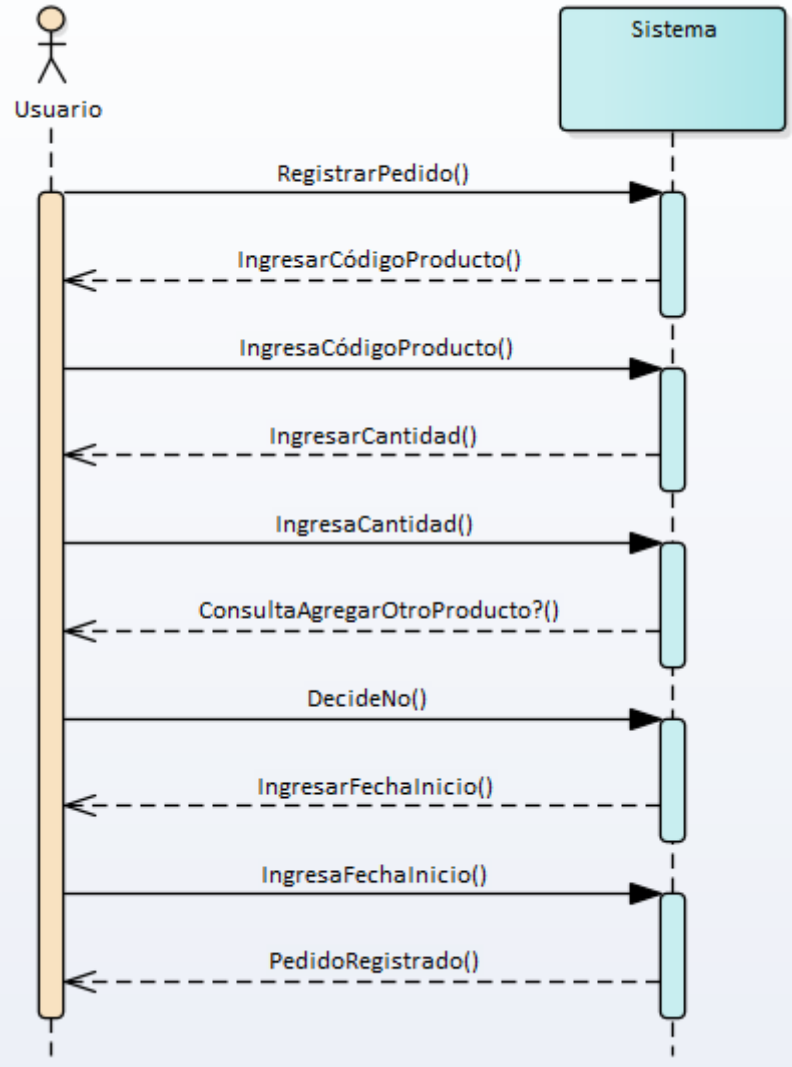 Sistema
Usuario
RegistrarPedido()
IngresarCódigoProducto()
IngresaCódigoProducto()
IngresarCantidad()
IngresaCantidad()
ConsultaAgregarOtroProducto?()
DecideNo()
IngresarFechaInicio()
IngresaFechaInicio()
PedidoRegistrado()